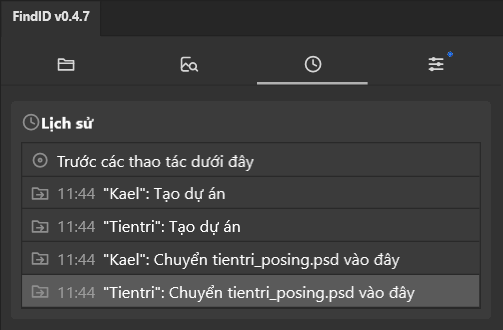 FindID v0.4.7
Lịch sử
Trước các thao tác dưới đây
11:44 "Kael": Tạo dự án
11:44 "Tientri": Tạo dự án
11:44 "Kael": Chuyển tientri_posing.psd vào đây
11:44 "Tientri": Chuyển tientri_posing.psd vào đây